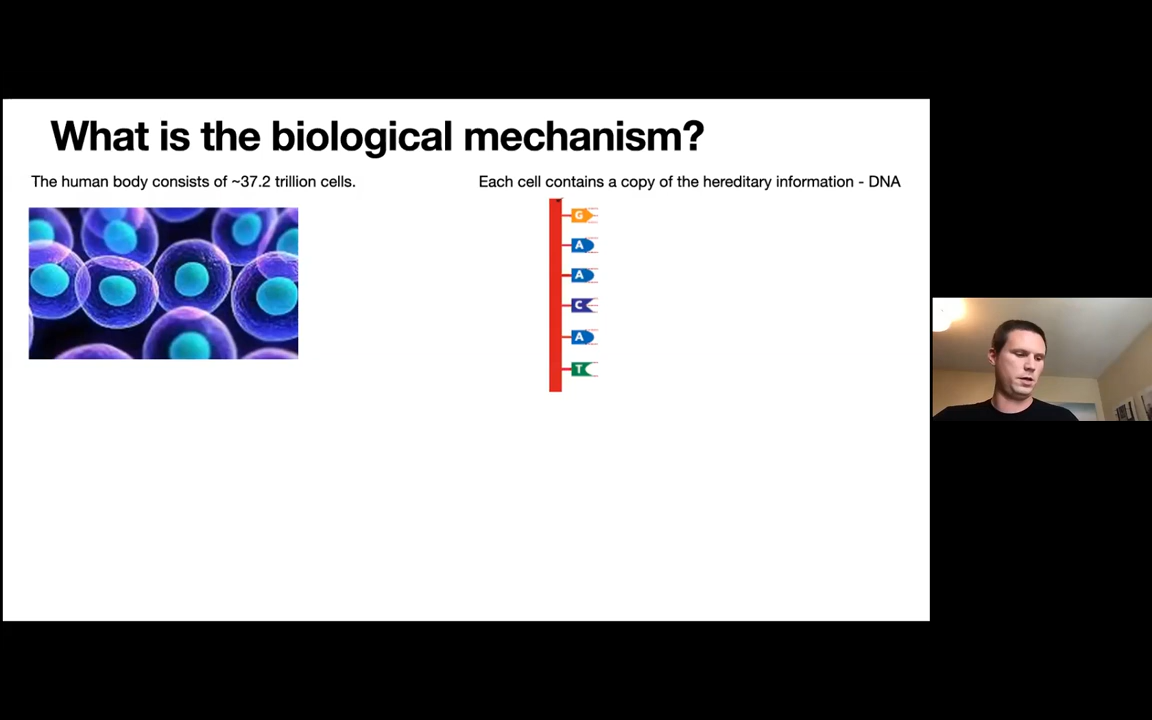 What is the biological mechanism?
The human body consists of ~37.2 trillion cells.
Each cell contains a copy of the hereditary information - DNA
G
A
A
C
A
T